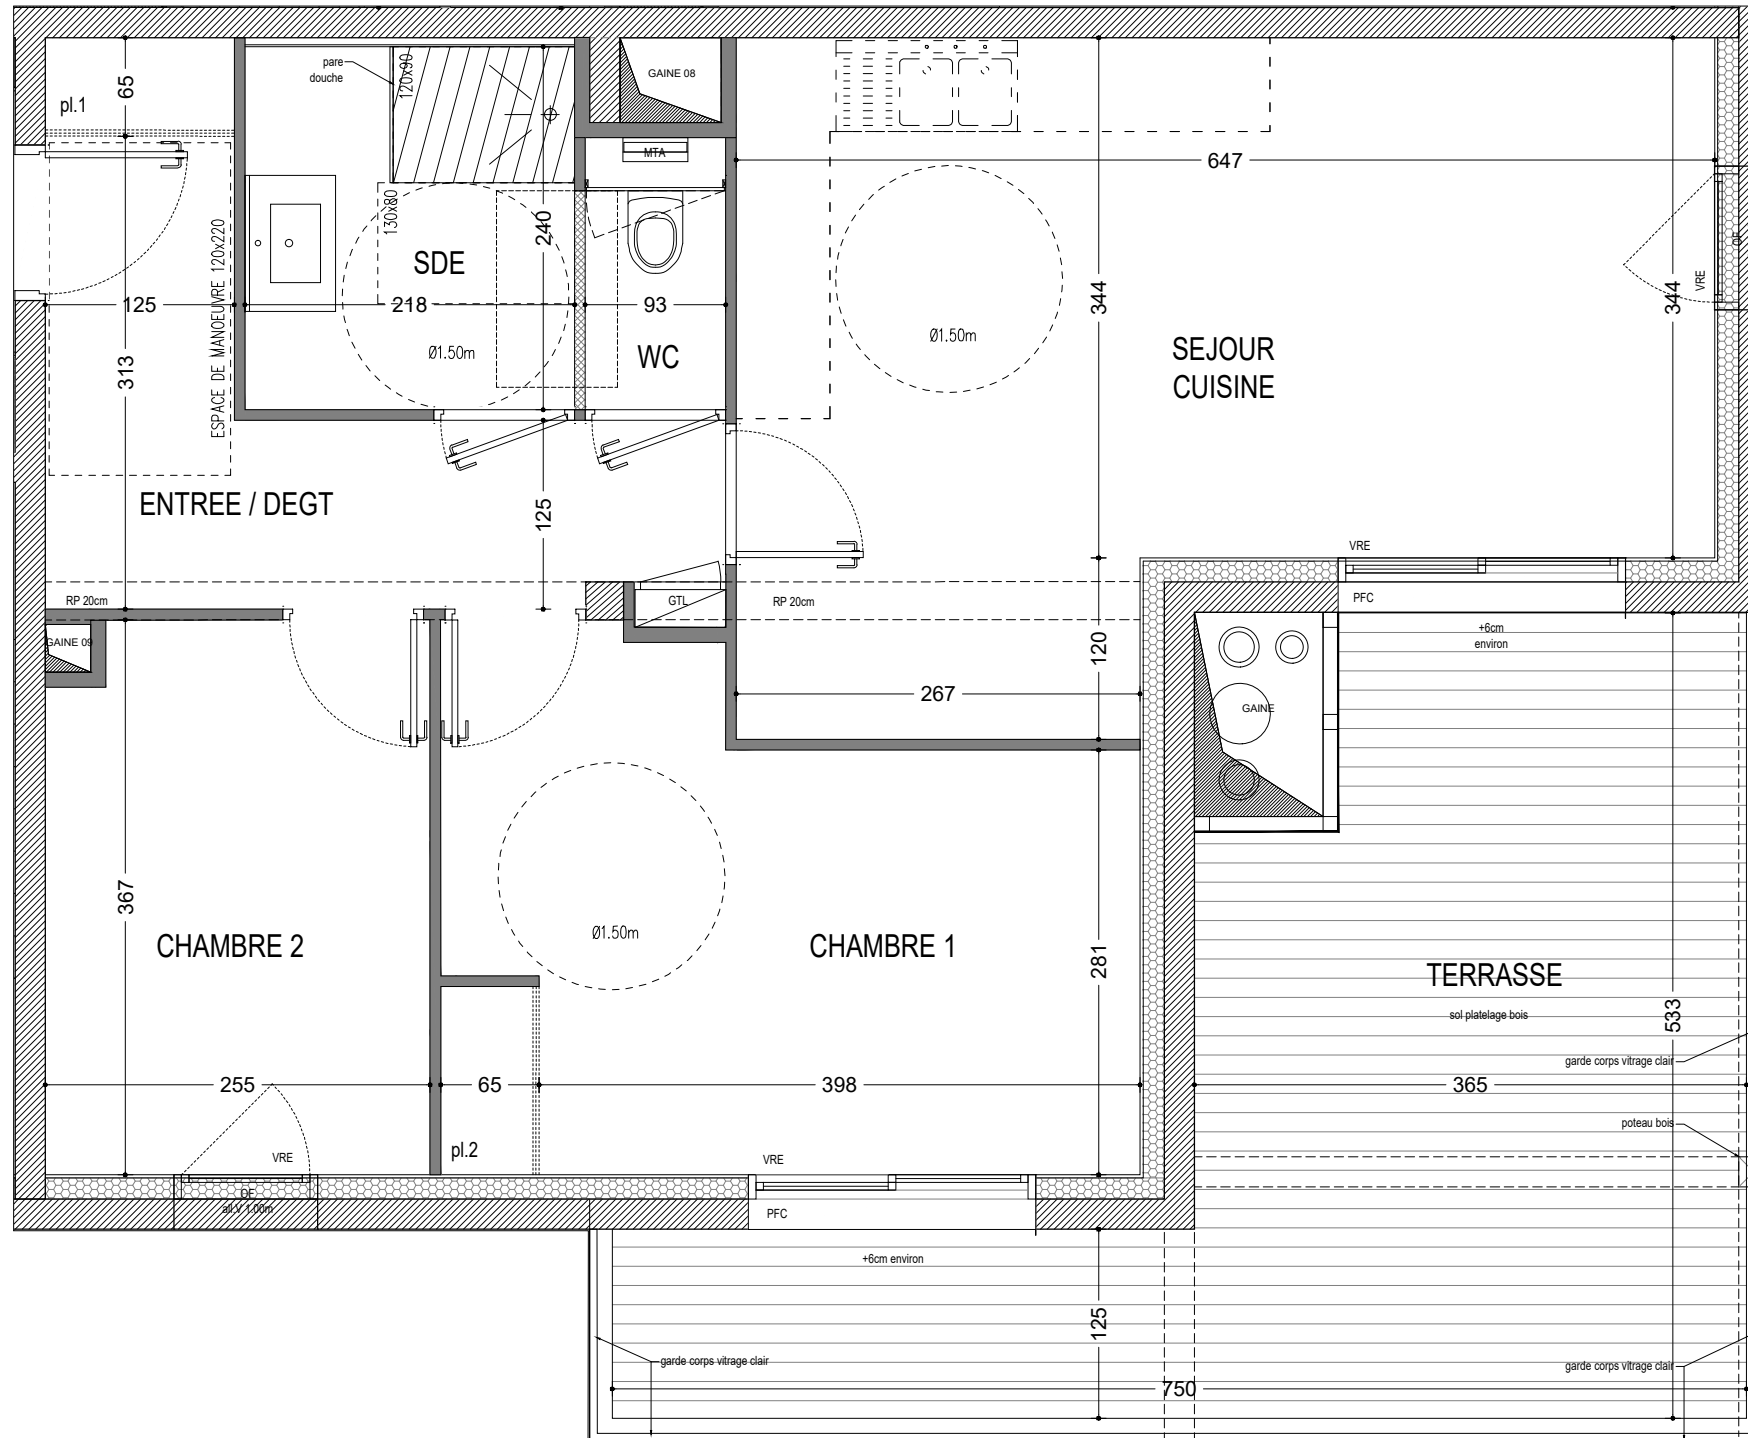 65
pl.1
pare
douche
120x90
GAINE 08
MTA
647
130x80
SDE
240
ESPACE DE MANOEUVRE 120x220
125
218
93
313
Ø1.50m
WC
344
Ø1.50m
SEJOUR
CUISINE
344
VRE
OF
ENTREE / DEGT
125
VRE
RP 20cm
GTL
RP 20cm
PFC
GAINE 09
120
+6cm
environ
267
GAINE
367
CHAMBRE 2
Ø1.50m
CHAMBRE 1
281
TERRASSE
sol platelage bois
533
garde corps vitrage clair
255
65
398
365
poteau bois
pl.2
VRE
VRE
OF
all.V 1.00m
PFC
+6cm environ
125
garde corps vitrage clair
garde corps vitrage clair
750